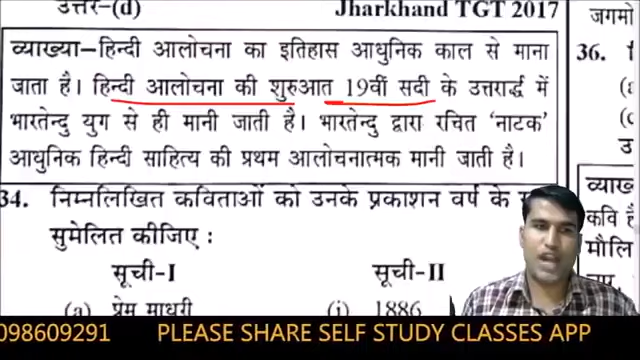 उत्तर-(d)
Jharkhand TGT 2017
व्याख्या–हिन्दी आलोचना का इतिहास आधुनिक काल से माना
जाता है। हिन्दी आलोचना की शुरुआत 19वीं सदी के उत्तरार्द्ध में
भारतेन्दु युग से ही मानी जाती है। भारतेन्दु द्वारा रचित 'नाटक'
आधुनिक हिन्दी साहित्य की प्रथम आलोचनात्मक मानी जाती है।
34. निम्नलिखित कविताओं को उनके प्रकाशन वर्ष के
सुमेलित कीजिए :
सूची-I
सूची-II
(a) प्रेम माधुरी
(i) 1886
जगमो
36.
(a
(c
उ
व्याख
कवि है
मौलि
098609291 PLEASE SHARE SELF STUDY CLASSES APP